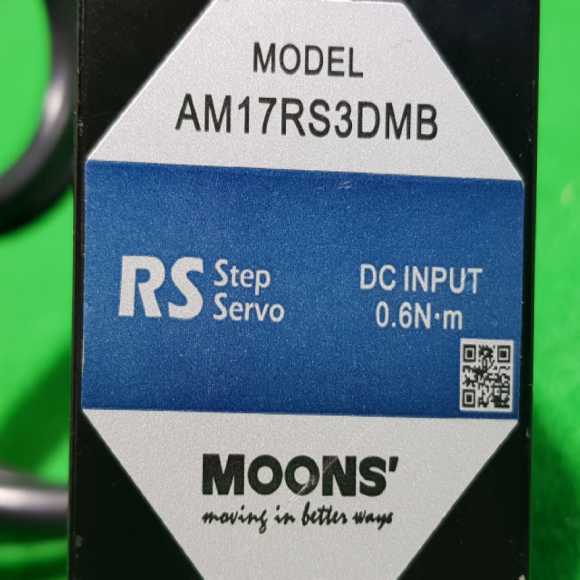 MODEL
AM17RS3DMB
RS Step
Servo
DC INPUT
0.6N·m
MOONS'
moving in better ways